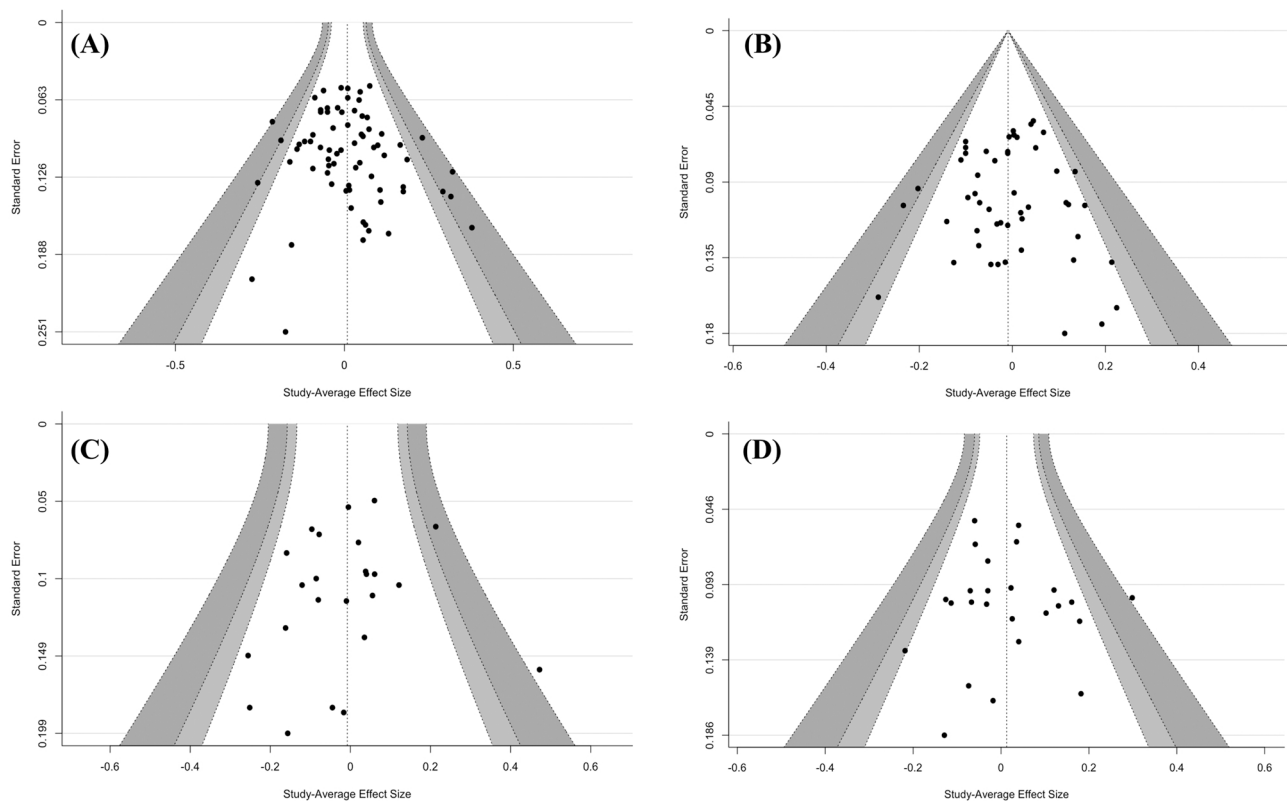 (A)
0
0.063
0.126
0.188
0.251
Standard Error
-0.5 0 0.5
Study-Average Effect Size
(B)
0
0.045
0.09
0.135
0.18
Standard Error
-0.6 -0.4 -0.2 0 0.2 0.4
Study-Average Effect Size
(C)
0
0.05
0.1
0.149
0.199
Standard Error
-0.6 -0.4 -0.2 0 0.2 0.4 0.6
Study-Average Effect Size
(D)
0
0.046
0.093
0.139
0.186
Standard Error
-0.6 -0.4 -0.2 0 0.2 0.4 0.6
Study-Average Effect Size